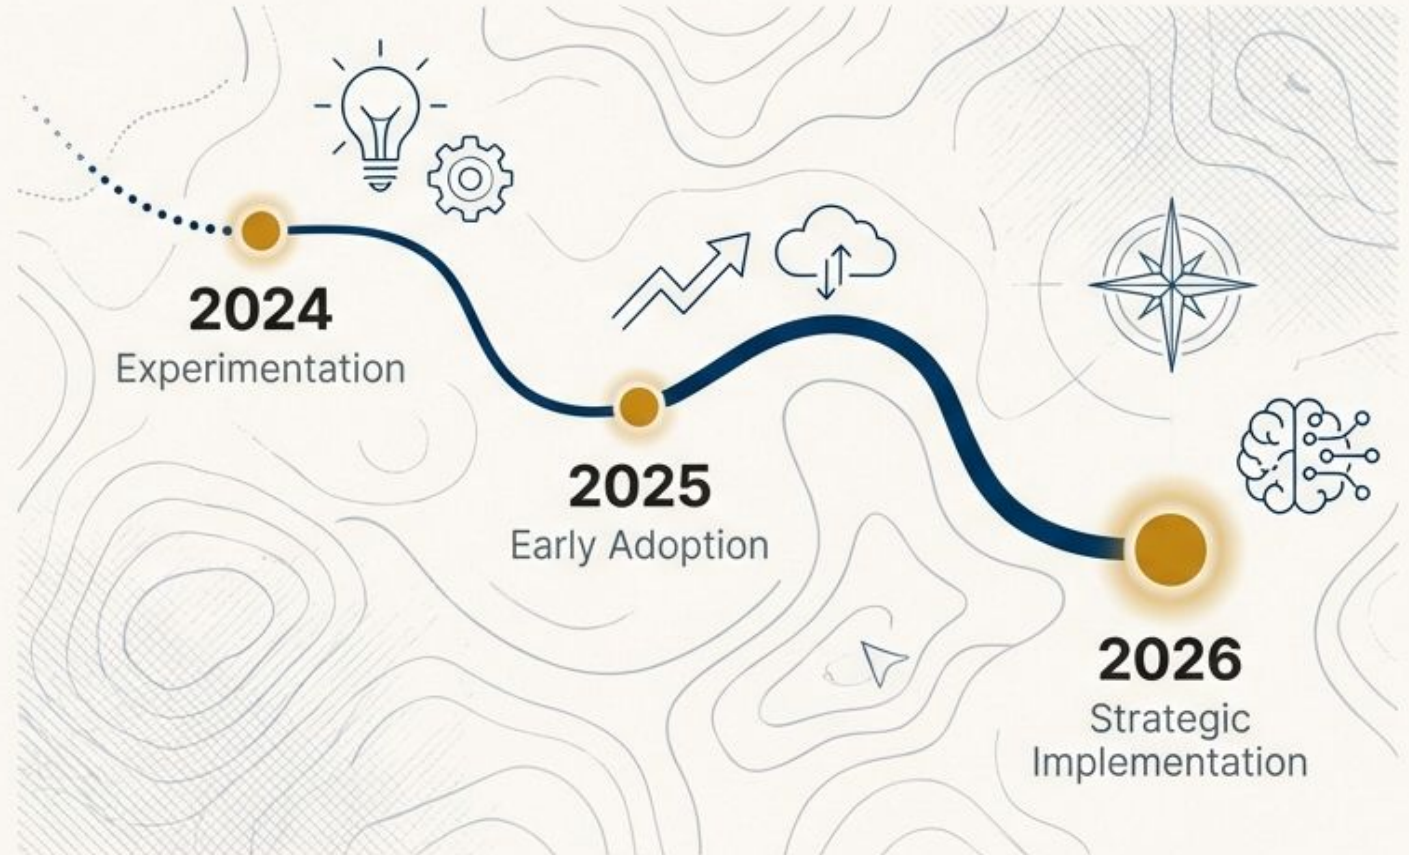 2024
Experimentation
2025
Early Adoption
2026
Strategic
Implementation